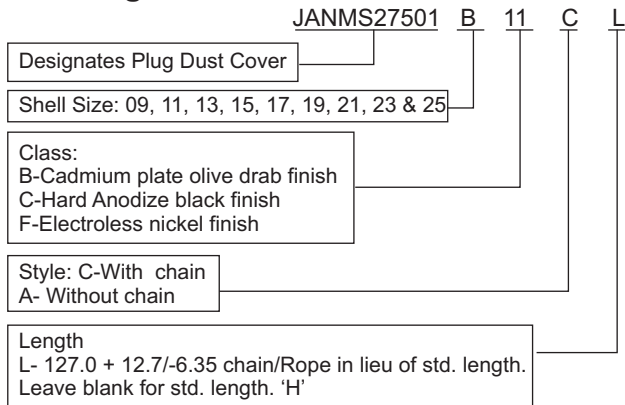 JANMS27501 B 11 C L
Designates Plug Dust Cover
Shell Size: 09, 11, 13, 15, 17, 19, 21, 23 & 25
Class:
B-Cadmium plate olive drab finish
C-Hard Anodize black finish
F-Electroless nickel finish
Style: C-With chain
A- Without chain
Length
L- 127.0 + 12.7/-6.35 chain/Rope in lieu of std. length.
Leave blank for std. length. ‘H’